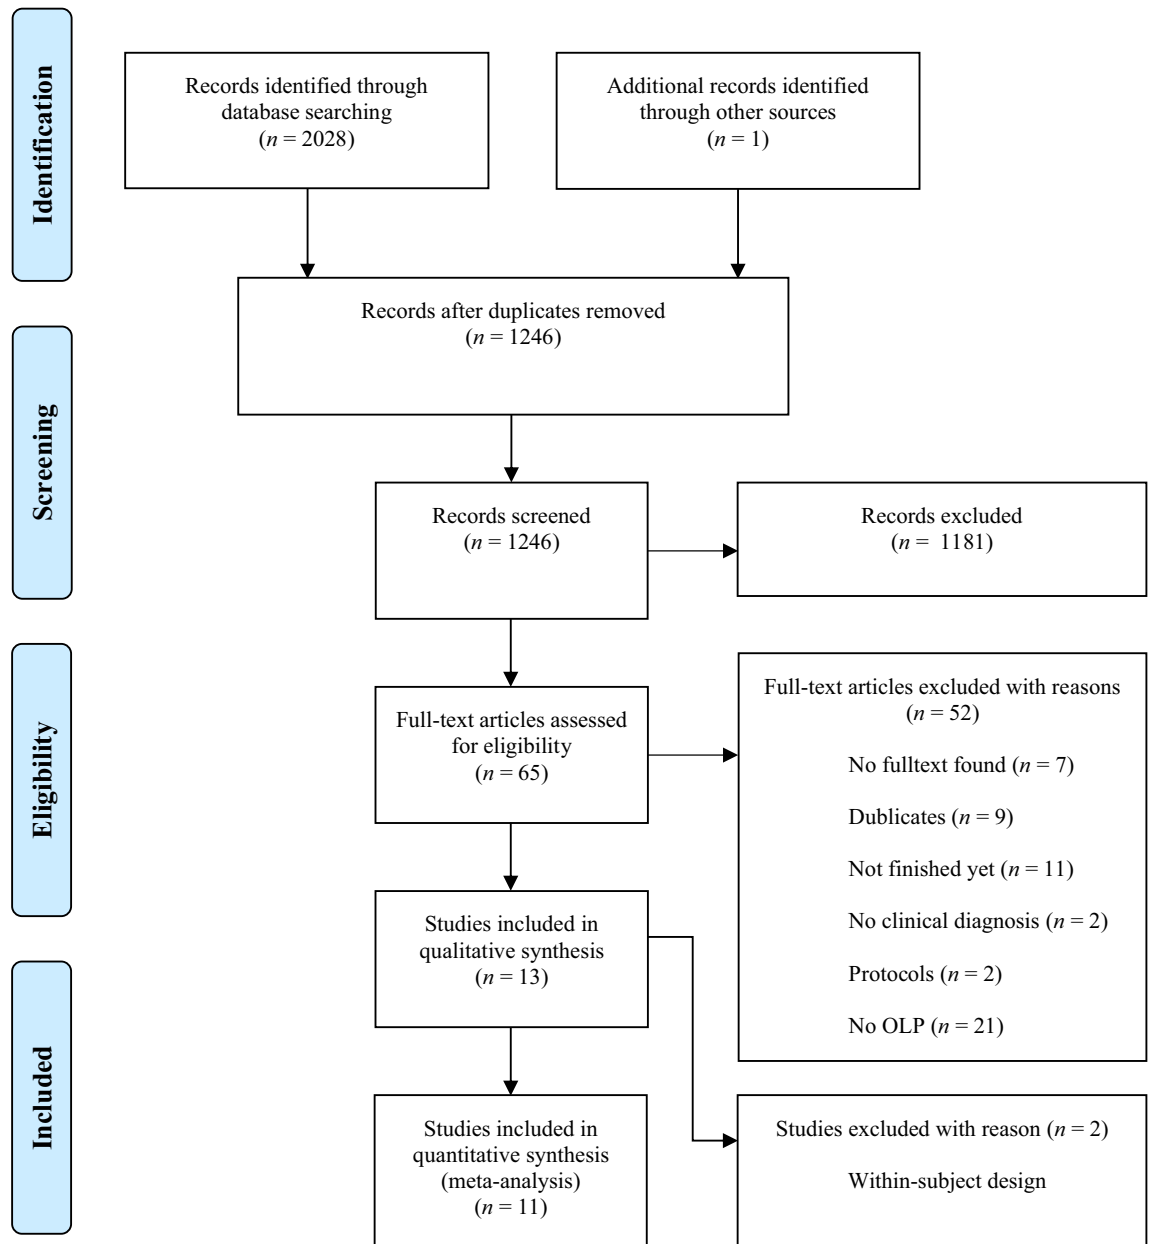 Identification
Records identified through
database searching
(n = 2028)
Additional records identified
through other sources
(n = 1)
Records after duplicates removed
(n = 1246)
Screening
Records screened
(n = 1246)
Records excluded
(n = 1181)
Eligibility
Full-text articles assessed
for eligibility
(n = 65)
Full-text articles excluded with reasons
(n = 52)
No fulltext found (n = 7)
Dublicates (n = 9)
Not finished yet (n = 11)
No clinical diagnosis (n = 2)
Protocols (n = 2)
No OLP (n = 21)
Studies included in
qualitative synthesis
(n = 13)
Included
Studies included in
quantitative synthesis
(meta-analysis)
(n = 11)
Studies excluded with reason (n = 2)
Within-subject design